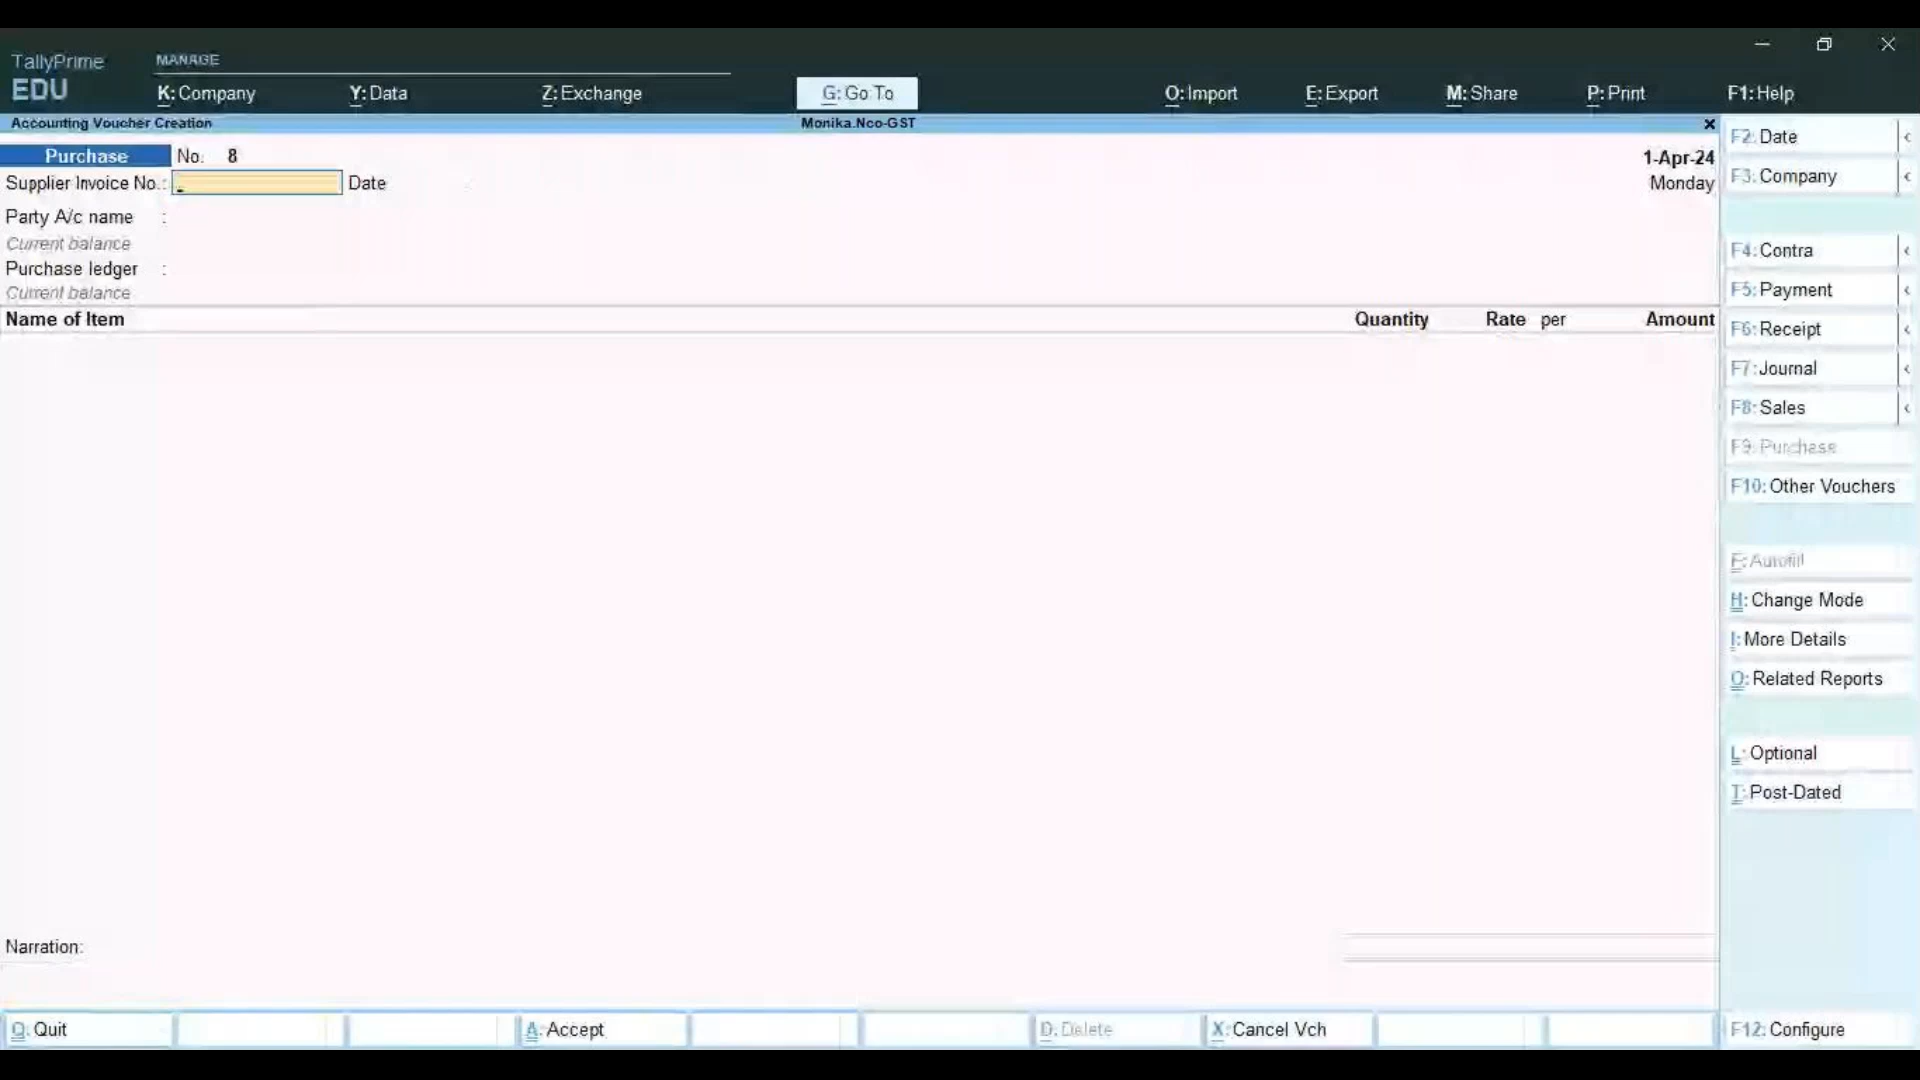 TallyPrime
EDU
MANAGE
K: Company
Y: Data
Z: Exchange
G: Go To
O: Import
E: Export
M: Share
P: Print
F1: Help
Accounting Voucher Creation
Monika.Nco-GST
Purchase No. 8
1-Apr-24
Supplier Invoice No.: Date
Monday
Party A/c name :
Current balance
Purchase ledger :
Current balance
Name of Item Quantity Rate per Amount
Narration:
F2: Date
F3: Company
F4: Contra
F5: Payment
F6: Receipt
F7: Journal
F8: Sales
F9: Purchase
F10: Other Vouchers
F: Autofill
H: Change Mode
I: More Details
O: Related Reports
L: Optional
T: Post-Dated
Q: Quit
A: Accept
D: Delete
X: Cancel Vch
F12: Configure